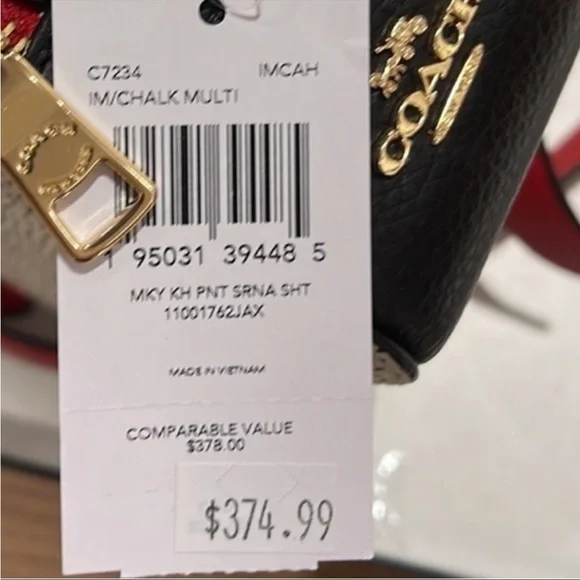 C7234 IMCAH
IM/CHALK MULTI
1 95031 39448 5
MKY KH PNT SRNA SHT
11001762JAX
MADE IN VIETNAM
COMPARABLE VALUE
$378.00
$374.99
COACH